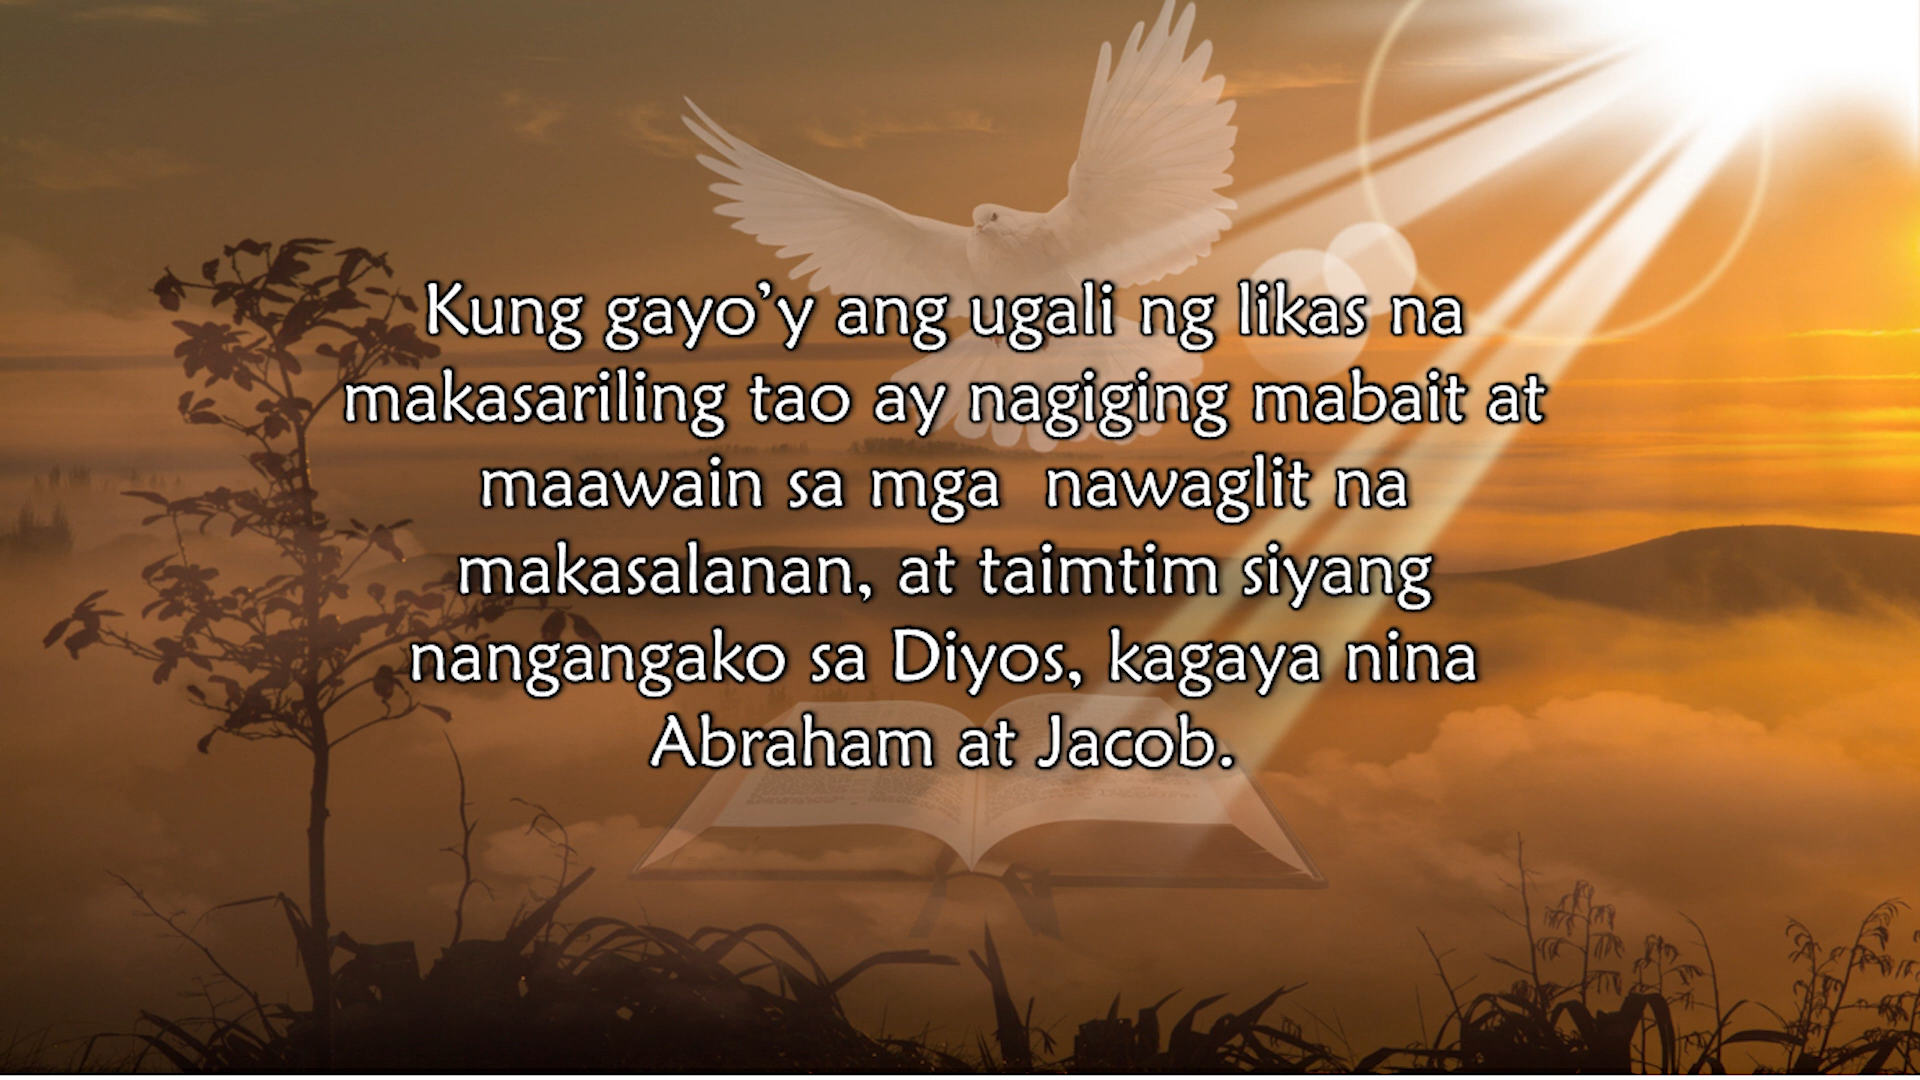 Kung gayo’y ang ugali ng likas na
makasariling tao ay nagiging mabait at
maawain sa mga  nawaglit na
makasalanan, at taimtim siyang
nangangako sa Diyos, kagaya nina
Abraham at Jacob.